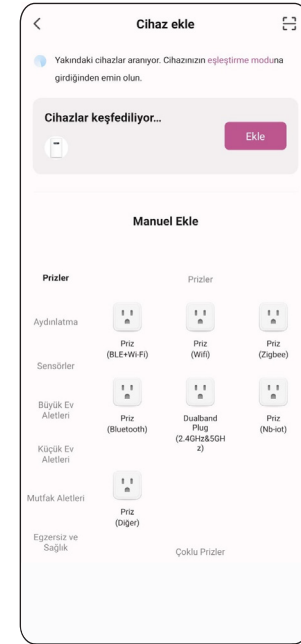 Cihaz ekle
Yakındaki cihazlar aranıyor. Cihazınızın eşleştirme moduna
girdiğinden emin olun.
Cihazlar keşfediliyor...
Ekle
Manuel Ekle
Prizler
Aydınlatma
Sensörler
Büyük Ev
Aletleri
Küçük Ev
Aletleri
Mutfak Aletleri
Egzersiz ve
Sağlık
Prizler
Priz
(BLE+Wi-Fi)
Priz
(Wifi)
Priz
(Zigbee)
Priz
(Bluetooth)
Dualband
Plug
(2.4GHz&5GH
z)
Priz
(Nb-iot)
Priz
(Diğer)
Çoklu Prizler